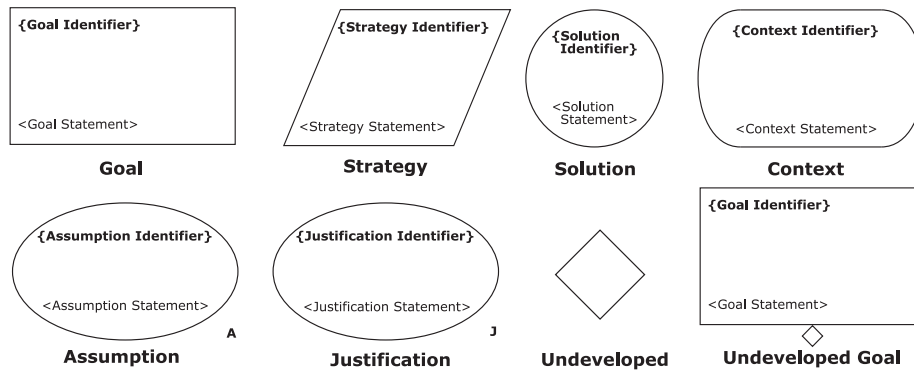 {Goal Identifier}
<Goal Statement>
Goal
{Strategy Identifier}
<Strategy Statement>
Strategy
{Solution
Identifier}
<Solution
Statement>
Solution
{Context Identifier}
<Context Statement>
Context
{Assumption Identifier}
<Assumption Statement>
A
Assumption
{Justification Identifier}
<Justification Statement>
J
Justification
Undeveloped
{Goal Identifier}
<Goal Statement>
Undeveloped Goal